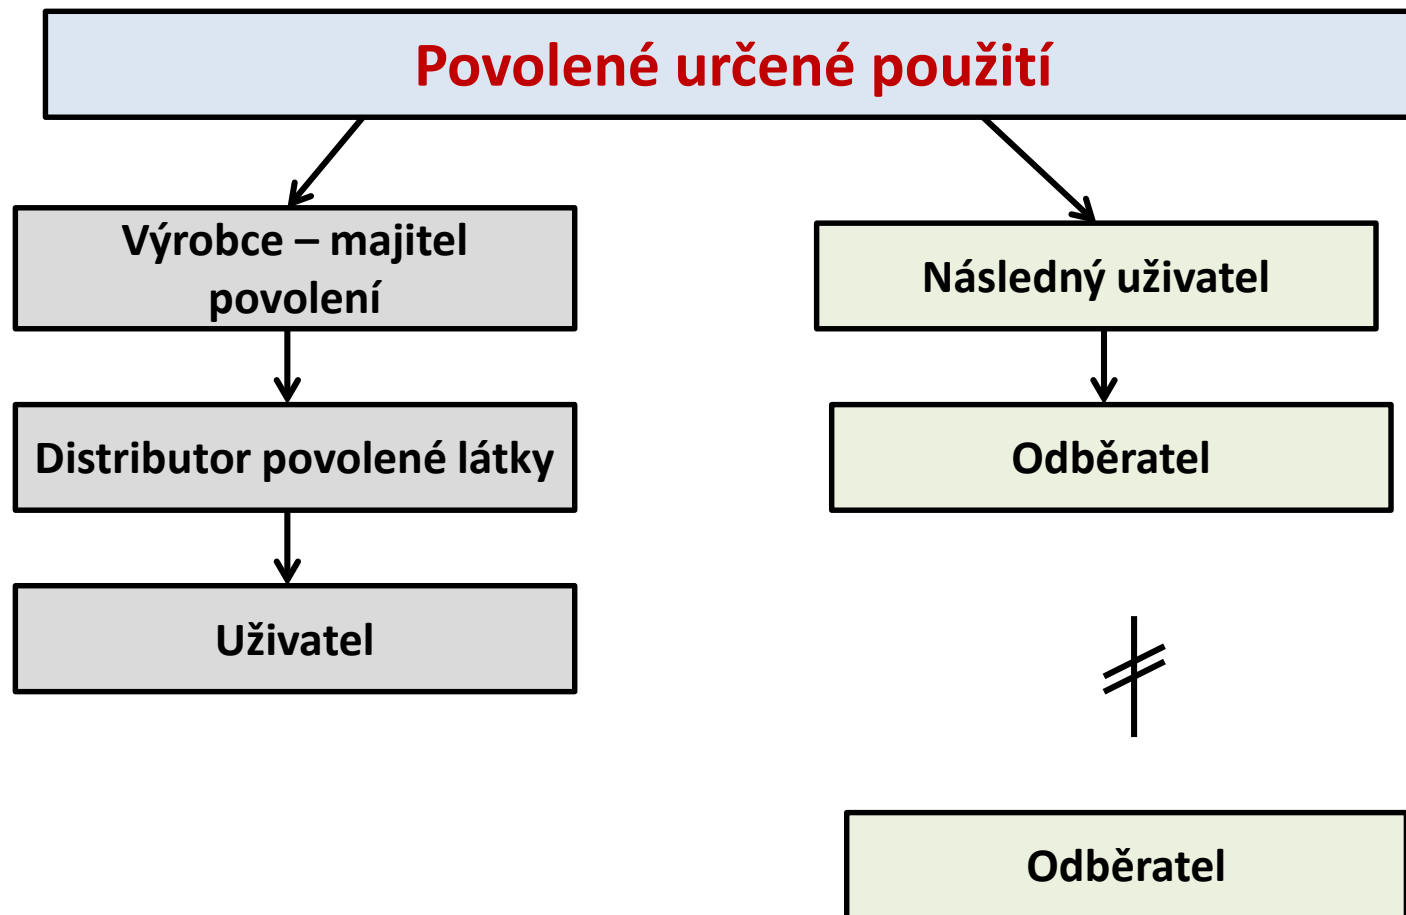 Povolené určené použití
Výrobce – majitel
povolení
Distributor povolené látky
Uživatel
Následný uživatel
Odběratel
Odběratel